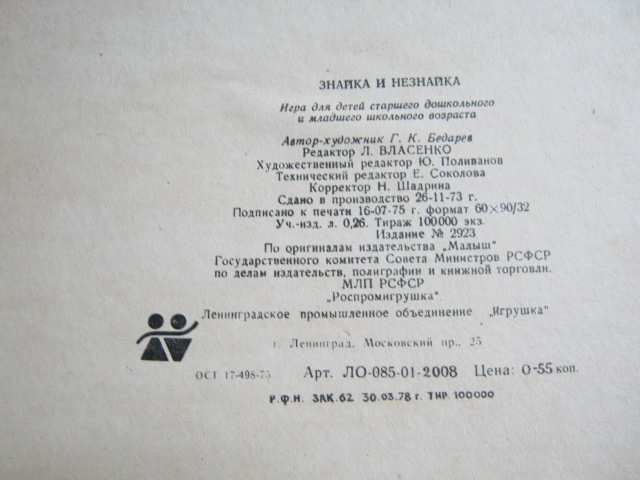 ЗНАЙКА И НЕЗНАЙКА
Игра для детей старшего дошкольного
и младшего школьного возраста
Автор-художник Г. К. Бедарев
Редактор Л. ВЛАСЕНКО
Художественный редактор Ю. Поливанов
Технический редактор Е. Соколова
Корректор Н. Шадрина
Сдано в производство 26-11-73 г.
Подписано к печати 16-07-75 г. формат 60×90/32
Уч.-изд. л. 0,26. Тираж 100000 экз.
Издание № 2923
По оригиналам издательства „Малыш"
Государственного комитета Совета Министров РСФСР
по делам издательств, полиграфии и книжной торговли.
МЛП РСФСР
„Роспромигрушка"
Ленинградское промышленное объединение „Игрушка"
г. Ленинград, Московский пр., 25
ОСТ 17-498-75 Арт. ЛО-085-01-2008 Цена: 0-55 коп.
Р.Ф.Н. ЗАК.62 30.03.78 г. ТИР. 100000